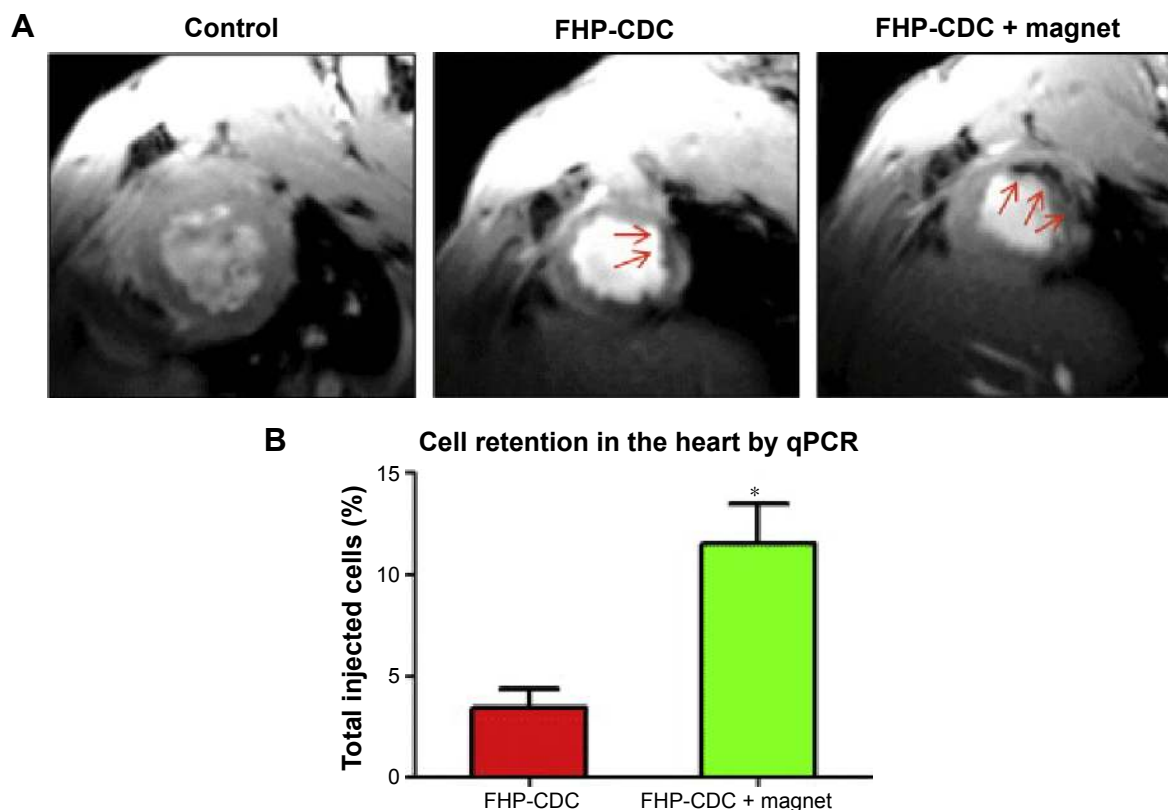 A
Control
FHP-CDC
FHP-CDC + magnet
B
Cell retention in the heart by qPCR
Total injected cells (%)
15
10
5
0
*
FHP-CDC
FHP-CDC + magnet